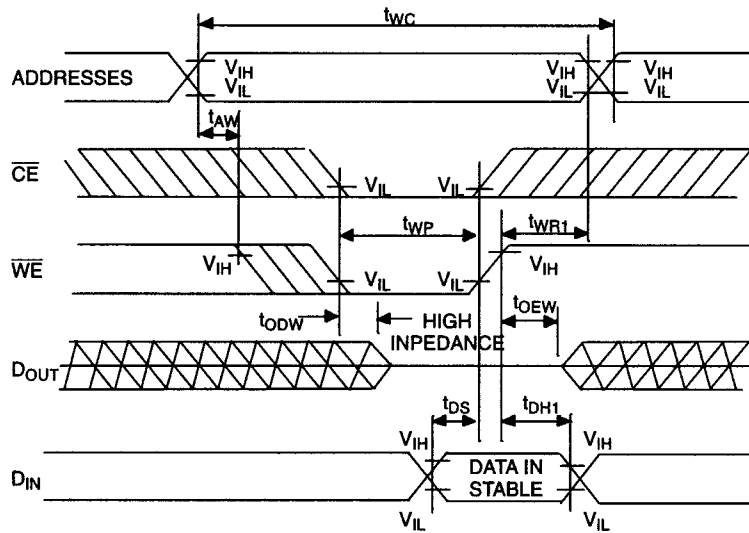 tWC
ADDRESSES
VIH
VIL
VIH
VIL
VIH
VIL
tAW
CE
VIL
VIL
tWP
tWR1
WE
VIH
VIL
VIL
VIH
tODW
HIGH
INPEDANCE
tOEW
DOUT
tDS
tDH1
VIH
VIH
DIN
DATA IN
STABLE
VIL
VIL